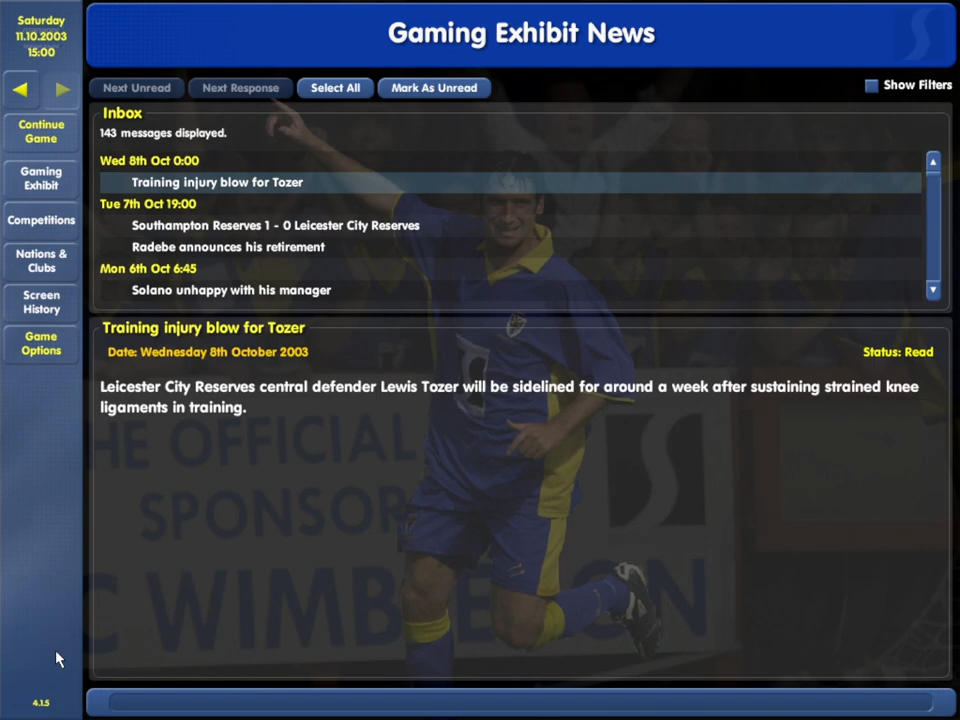 Saturday
11.10.2003
15:00
Gaming Exhibit News
Next Unread
Next Response
Select All
Mark As Unread
Show Filters
Continue
Game
Gaming
Exhibit
Competitions
Nations &
Clubs
Screen
History
Game
Options
Inbox
143 messages displayed.
Wed 8th Oct 0:00
Training injury blow for Tozer
Tue 7th Oct 19:00
Southampton Reserves 1 - 0 Leicester City Reserves
Radebe announces his retirement
Mon 6th Oct 6:45
Solano unhappy with his manager
Training injury blow for Tozer
Date: Wednesday 8th October 2003
Status: Read
Leicester City Reserves central defender Lewis Tozer will be sidelined for around a week after sustaining strained knee
ligaments in training.
HE OFFICIAL
SPONSOR
C WIMB
ON
4.1.5